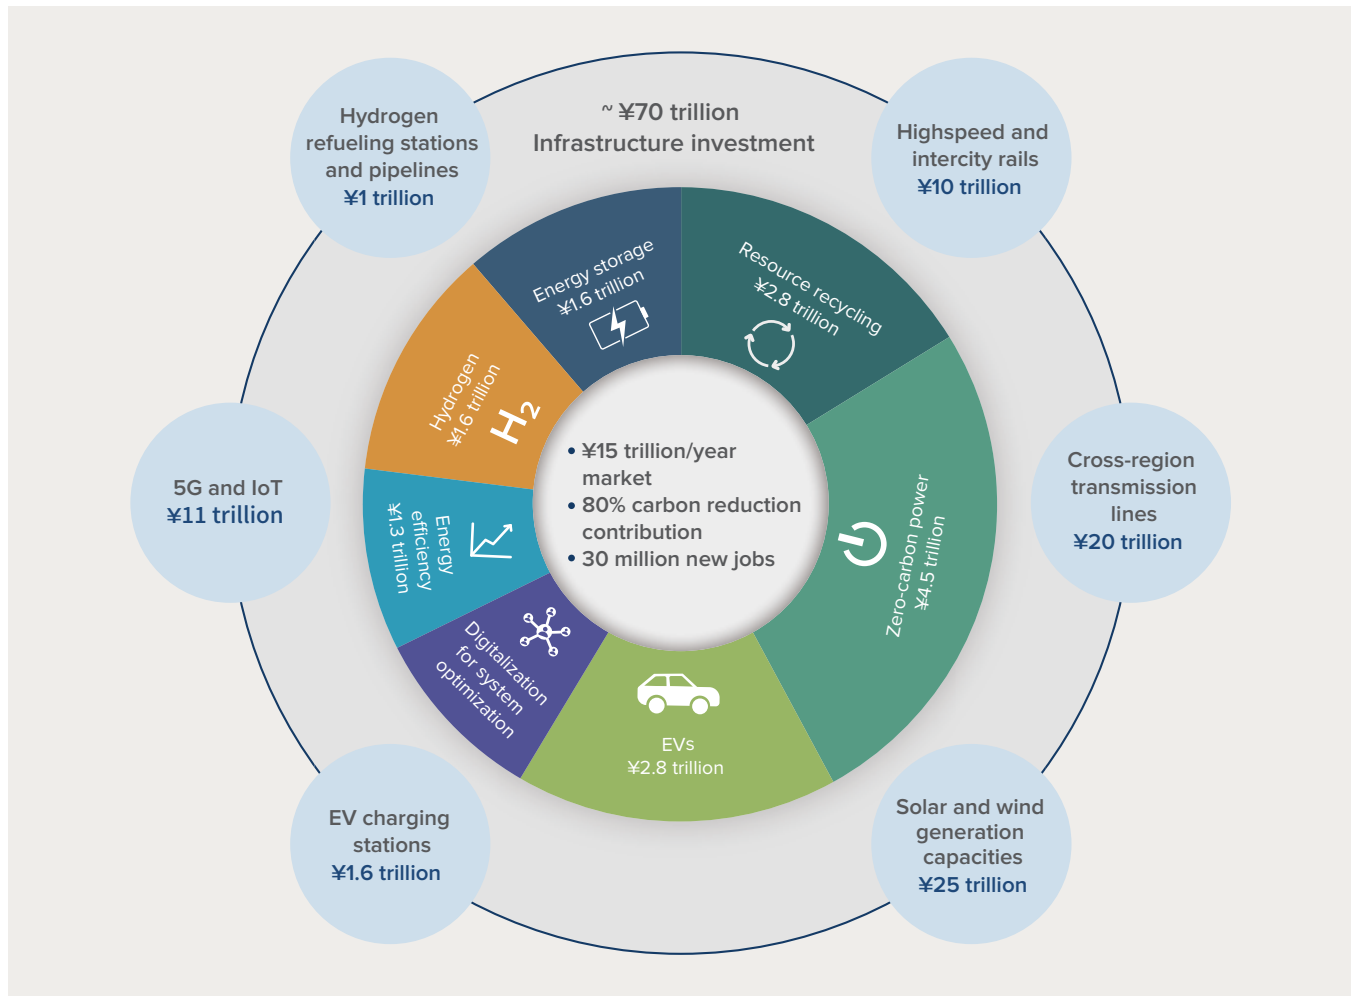 ~ ¥70 trillion
Infrastructure investment
Hydrogen
refueling stations
and pipelines
¥1 trillion
Highspeed and
intercity rails
¥10 trillion
Energy storage
¥1.6 trillion
Resource recycling
¥2.8 trillion
Hydrogen
¥1.6 trillion
H2
5G and IoT
¥11 trillion
Energy
efficiency
¥1.3 trillion
• ¥15 trillion/year
market
• 80% carbon reduction
contribution
• 30 million new jobs
Zero-carbon power
¥4.5 trillion
Cross-region
transmission
lines
¥20 trillion
Digitalization
for system
optimization
EVs
¥2.8 trillion
EV charging
stations
¥1.6 trillion
Solar and wind
generation
capacities
¥25 trillion